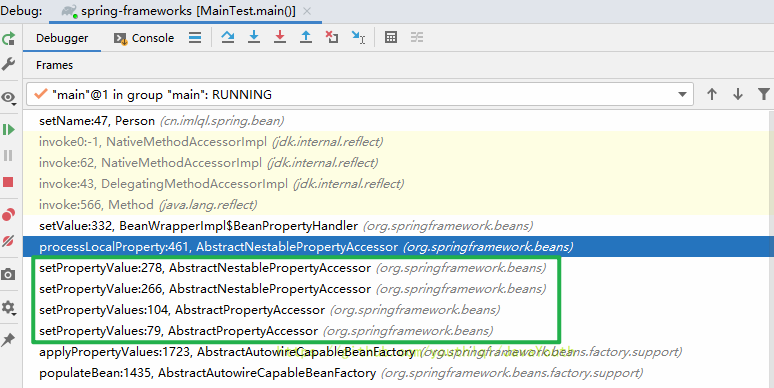 Debug: spring-frameworks [MainTest.main()] ×
Debugger Console
Frames
"main"@1 in group "main": RUNNING
setName:47, Person (cn.imlql.spring.bean)
invoke0:-1, NativeMethodAccessorImpl (jdk.internal.reflect)
invoke:62, NativeMethodAccessorImpl (jdk.internal.reflect)
invoke:43, DelegatingMethodAccessorImpl (jdk.internal.reflect)
invoke:566, Method (java.lang.reflect)
setValue:332, BeanWrapperImpl$BeanPropertyHandler (org.springframework.beans)
processLocalProperty:461, AbstractNestablePropertyAccessor (org.springframework.beans)
setPropertyValue:278, AbstractNestablePropertyAccessor (org.springframework.beans)
setPropertyValue:266, AbstractNestablePropertyAccessor (org.springframework.beans)
setPropertyValues:104, AbstractPropertyAccessor (org.springframework.beans)
setPropertyValues:79, AbstractPropertyAccessor (org.springframework.beans)
applyPropertyValues:1723, AbstractAutowireCapableBeanFactory (org.springframework.beans.factory.support)
populateBean:1435, AbstractAutowireCapableBeanFactory (org.springframework.beans.factory.support)